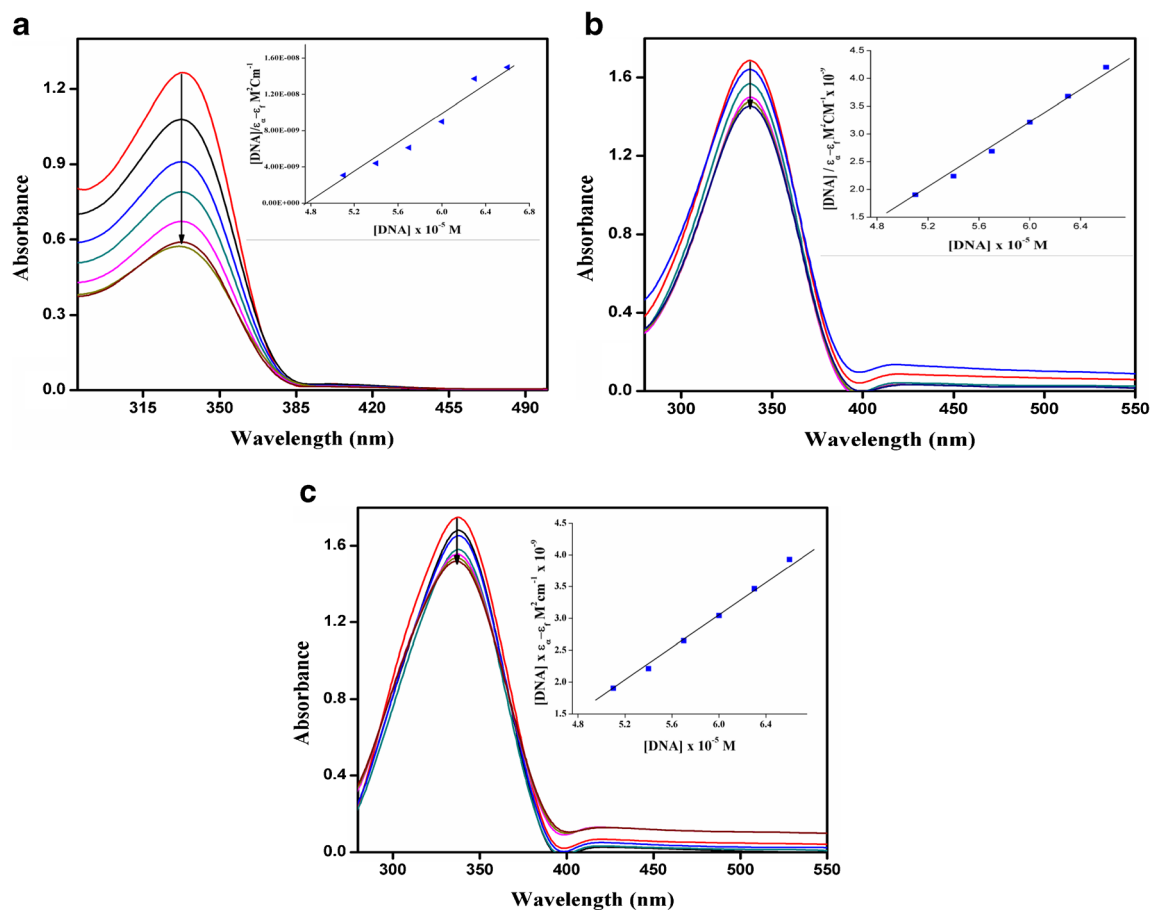 a
Absorbance
1.2
0.9
0.6
0.3
0.0
315 350 385 420 455 490
Wavelength (nm)
[DNA]/εα–εf M²Cm⁻¹
1.60E-008
1.20E-008
8.00E-009
4.00E-009
0.00E+000
4.8 5.2 5.6 6.0 6.4 6.8
[DNA] x 10⁻⁵ M
b
Absorbance
1.6
1.2
0.8
0.4
0.0
300 350 400 450 500 550
Wavelength (nm)
[DNA] / εα–εf M²CM⁻¹ x 10⁻⁹
4.5
4.0
3.5
3.0
2.5
2.0
1.5
4.8 5.2 5.6 6.0 6.4
[DNA] x 10⁻⁵ M
c
Absorbance
1.6
1.2
0.8
0.4
0.0
300 350 400 450 500 550
Wavelength (nm)
[DNA] x εα–εf M²cm⁻¹ x 10⁻⁹
4.5
4.0
3.5
3.0
2.5
2.0
1.5
4.8 5.2 5.6 6.0 6.4
[DNA] x 10⁻⁵ M